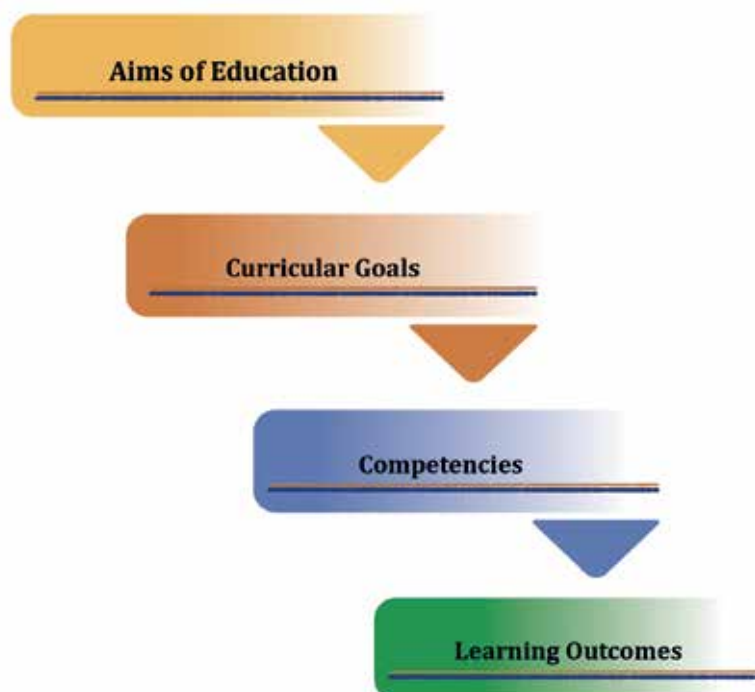 Aims of Education
Curricular Goals
Competencies
Learning Outcomes